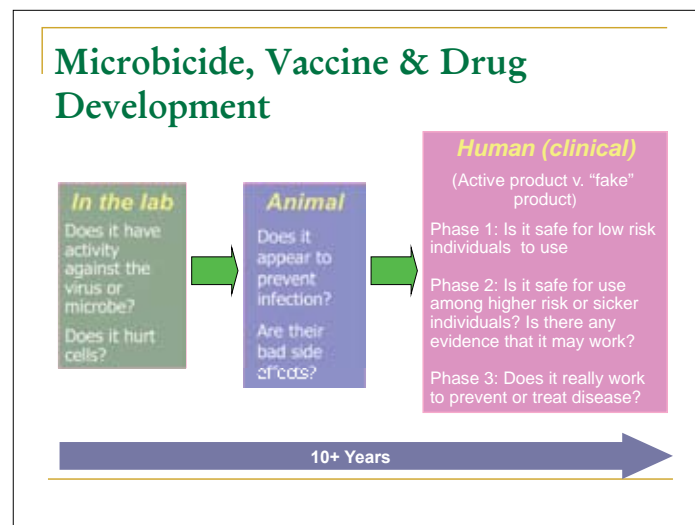 Microbicide, Vaccine & Drug
Development
In the lab
Does it have
activity
against the
virus or
microbe?
Does it hurt
cells?
Animal
Does it
appear to
prevent
infection?
Are their
bad side
effects?
Human (clinical)
(Active product v. “fake”
product)
Phase 1: Is it safe for low risk
individuals to use
Phase 2: Is it safe for use
among higher risk or sicker
individuals? Is there any
evidence that it may work?
Phase 3: Does it really work
to prevent or treat disease?
10+ Years